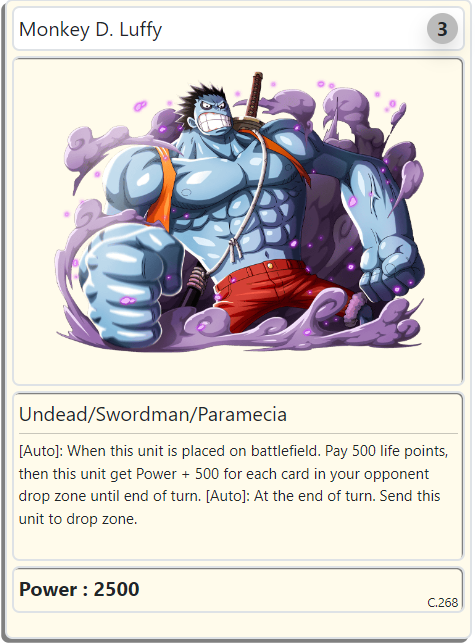 Monkey D. Luffy
3
Undead/Swordman/Paramecia
[Auto]: When this unit is placed on battlefield. Pay 500 life points,
then this unit get Power + 500 for each card in your opponent
drop zone until end of turn. [Auto]: At the end of turn. Send this
unit to drop zone.
Power : 2500
C.268